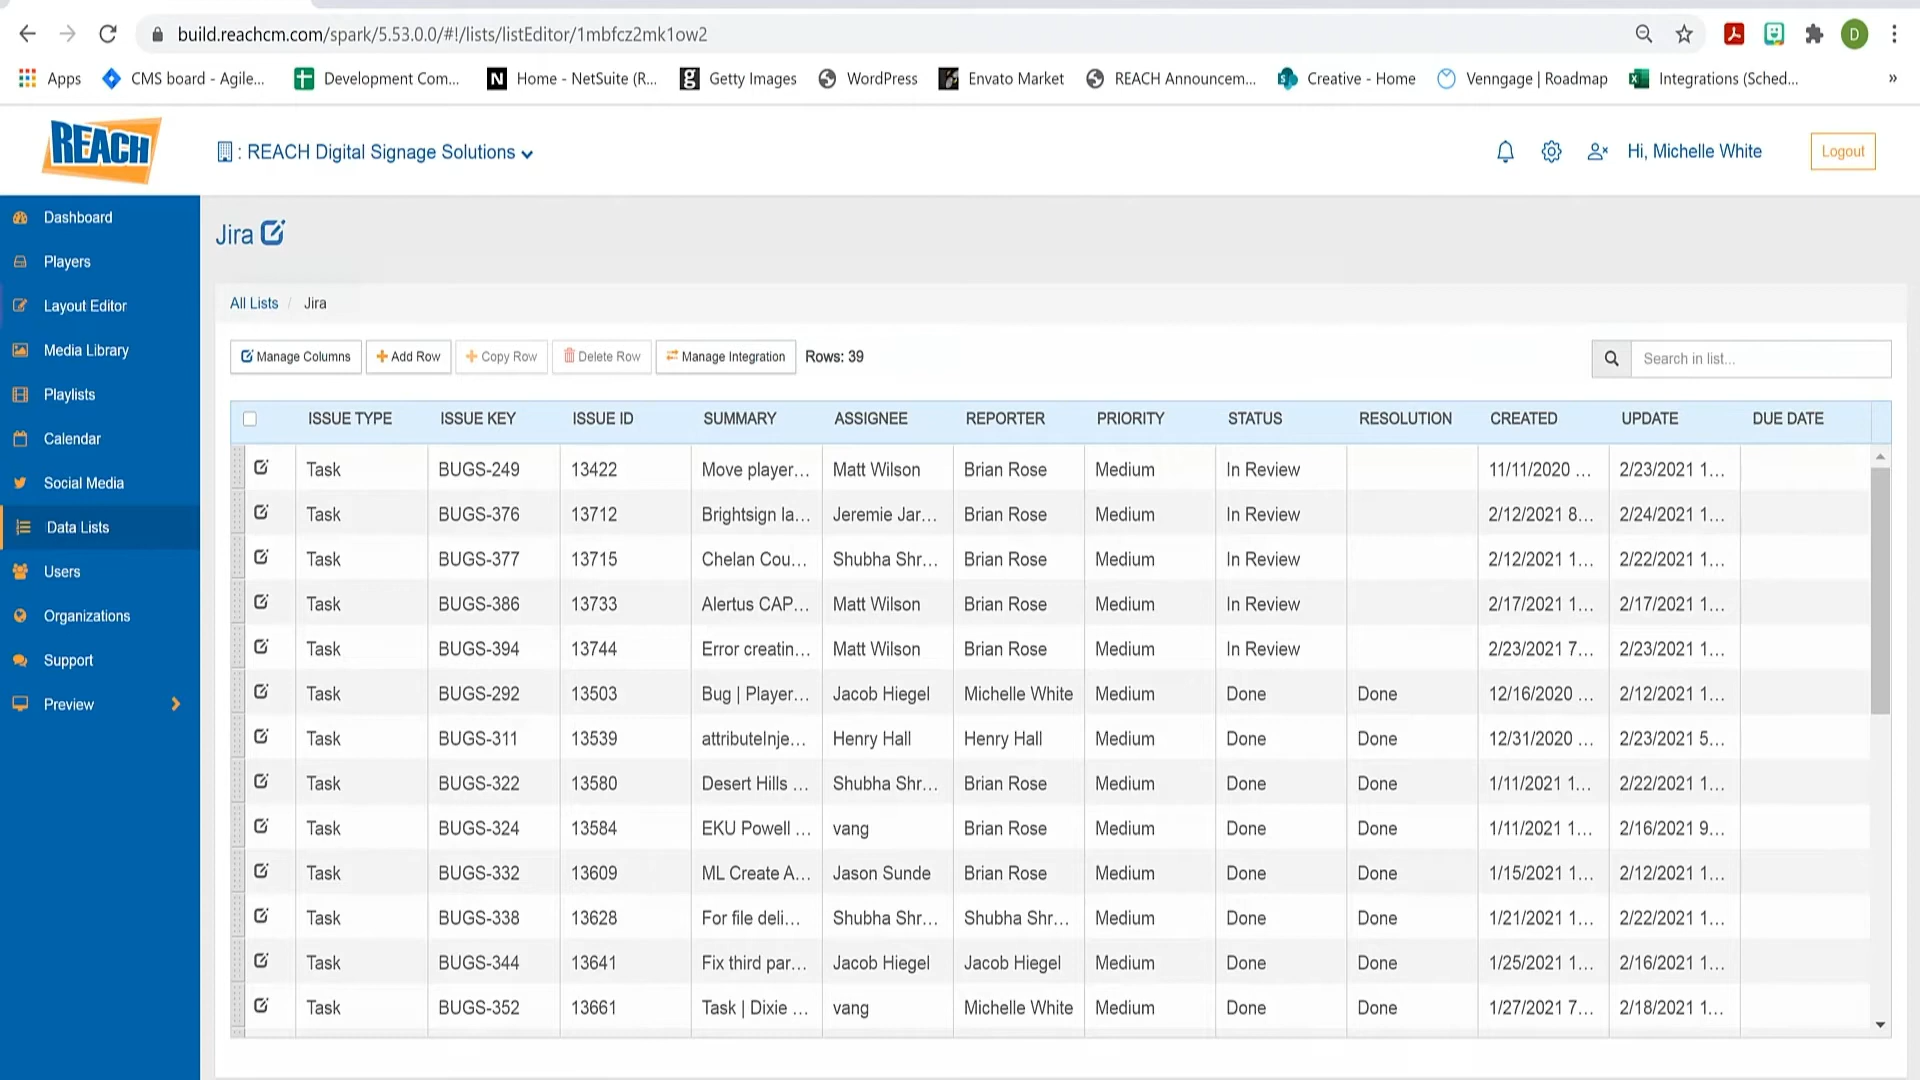 build.reachcm.com/spark/5.53.0.0/#!/lists/listEditor/1mbfcz2mk1ow2
D
Apps CMS board - Agile... Development Com... N Home - NetSuite (R... g Getty Images WordPress Envato Market REACH Announcem... Creative - Home Venngage | Roadmap Integrations (Sched... »
REACH
: REACH Digital Signage Solutions
Hi, Michelle White
Logout
Dashboard
Players
Layout Editor
Media Library
Playlists
Calendar
Social Media
Data Lists
Users
Organizations
Support
Preview
Jira
All Lists / Jira
Manage Columns Add Row Copy Row Delete Row Manage Integration Rows: 39 Search in list...
ISSUE TYPE ISSUE KEY ISSUE ID SUMMARY ASSIGNEE REPORTER PRIORITY STATUS RESOLUTION CREATED UPDATE DUE DATE
Task BUGS-249 13422 Move player... Matt Wilson Brian Rose Medium In Review 11/11/2020 ... 2/23/2021 1...
Task BUGS-376 13712 Brightsign la... Jeremie Jar... Brian Rose Medium In Review 2/12/2021 8... 2/24/2021 1...
Task BUGS-377 13715 Chelan Cou... Shubha Shr... Brian Rose Medium In Review 2/12/2021 1... 2/22/2021 1...
Task BUGS-386 13733 Alertus CAP... Matt Wilson Brian Rose Medium In Review 2/17/2021 1... 2/17/2021 1...
Task BUGS-394 13744 Error creatin... Matt Wilson Brian Rose Medium In Review 2/23/2021 7... 2/23/2021 1...
Task BUGS-292 13503 Bug | Player... Jacob Hiegel Michelle White Medium Done Done 12/16/2020 ... 2/12/2021 1...
Task BUGS-311 13539 attributeInje... Henry Hall Henry Hall Medium Done Done 12/31/2020 ... 2/23/2021 5...
Task BUGS-322 13580 Desert Hills ... Shubha Shr... Brian Rose Medium Done Done 1/11/2021 1... 2/22/2021 1...
Task BUGS-324 13584 EKU Powell ... vang Brian Rose Medium Done Done 1/11/2021 1... 2/16/2021 9...
Task BUGS-332 13609 ML Create A... Jason Sunde Brian Rose Medium Done Done 1/15/2021 1... 2/12/2021 1...
Task BUGS-338 13628 For file deli... Shubha Shr... Shubha Shr... Medium Done Done 1/21/2021 1... 2/22/2021 1...
Task BUGS-344 13641 Fix third par... Jacob Hiegel Jacob Hiegel Medium Done Done 1/25/2021 1... 2/16/2021 1...
Task BUGS-352 13661 Task | Dixie ... vang Michelle White Medium Done Done 1/27/2021 7... 2/18/2021 1...